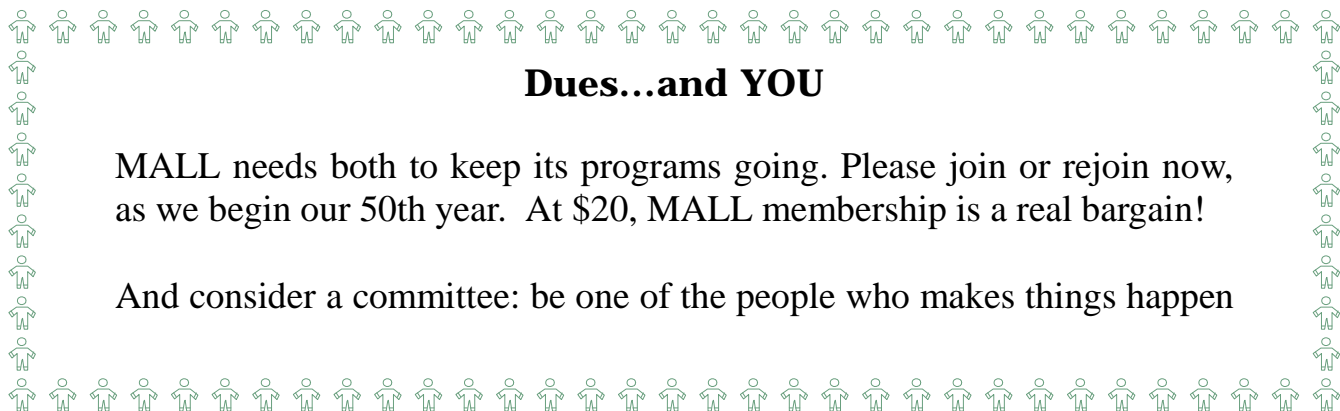 Dues...and YOU
MALL needs both to keep its programs going. Please join or rejoin now,
as we begin our 50th year.  At $20, MALL membership is a real bargain!
And consider a committee: be one of the people who makes things happen